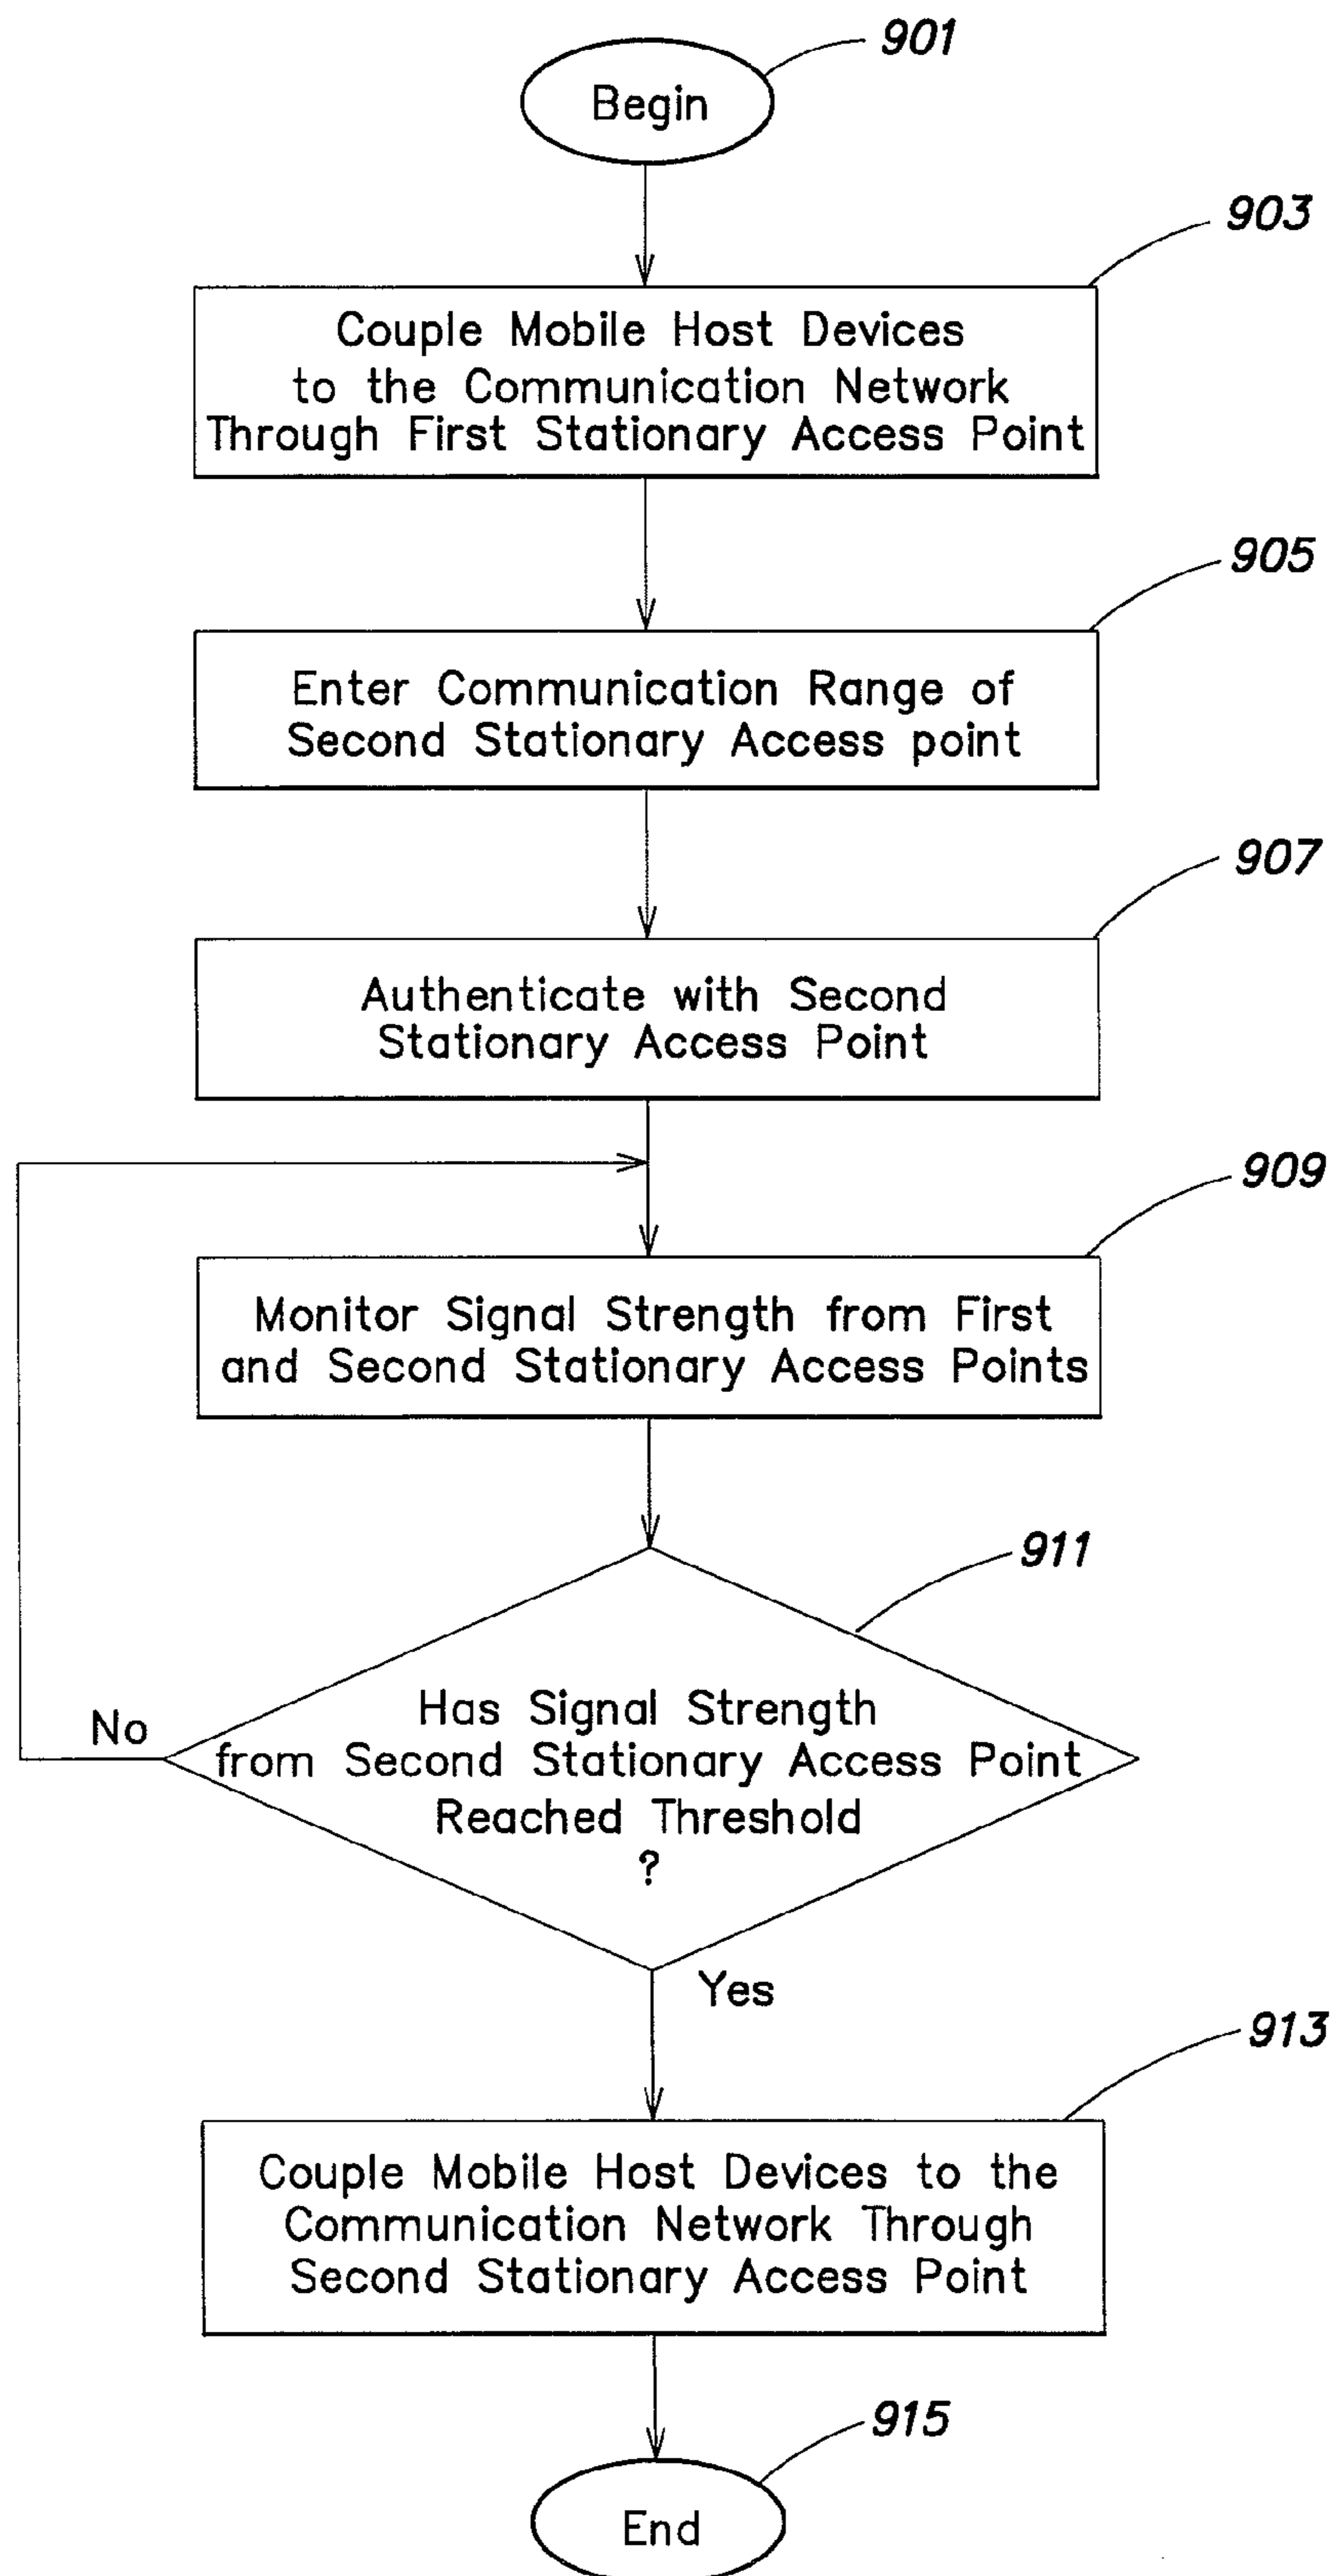 901
Begin
903
Couple Mobile Host Devices
to the Communication Network
Through First Stationary Access Point
905
Enter Communication Range of
Second Stationary Access point
907
Authenticate with Second
Stationary Access Point
909
Monitor Signal Strength from First
and Second Stationary Access Points
911
Has Signal Strength
from Second Stationary Access Point
Reached Threshold
?
No
Yes
913
Couple Mobile Host Devices to the
Communication Network Through
Second Stationary Access Point
915
End